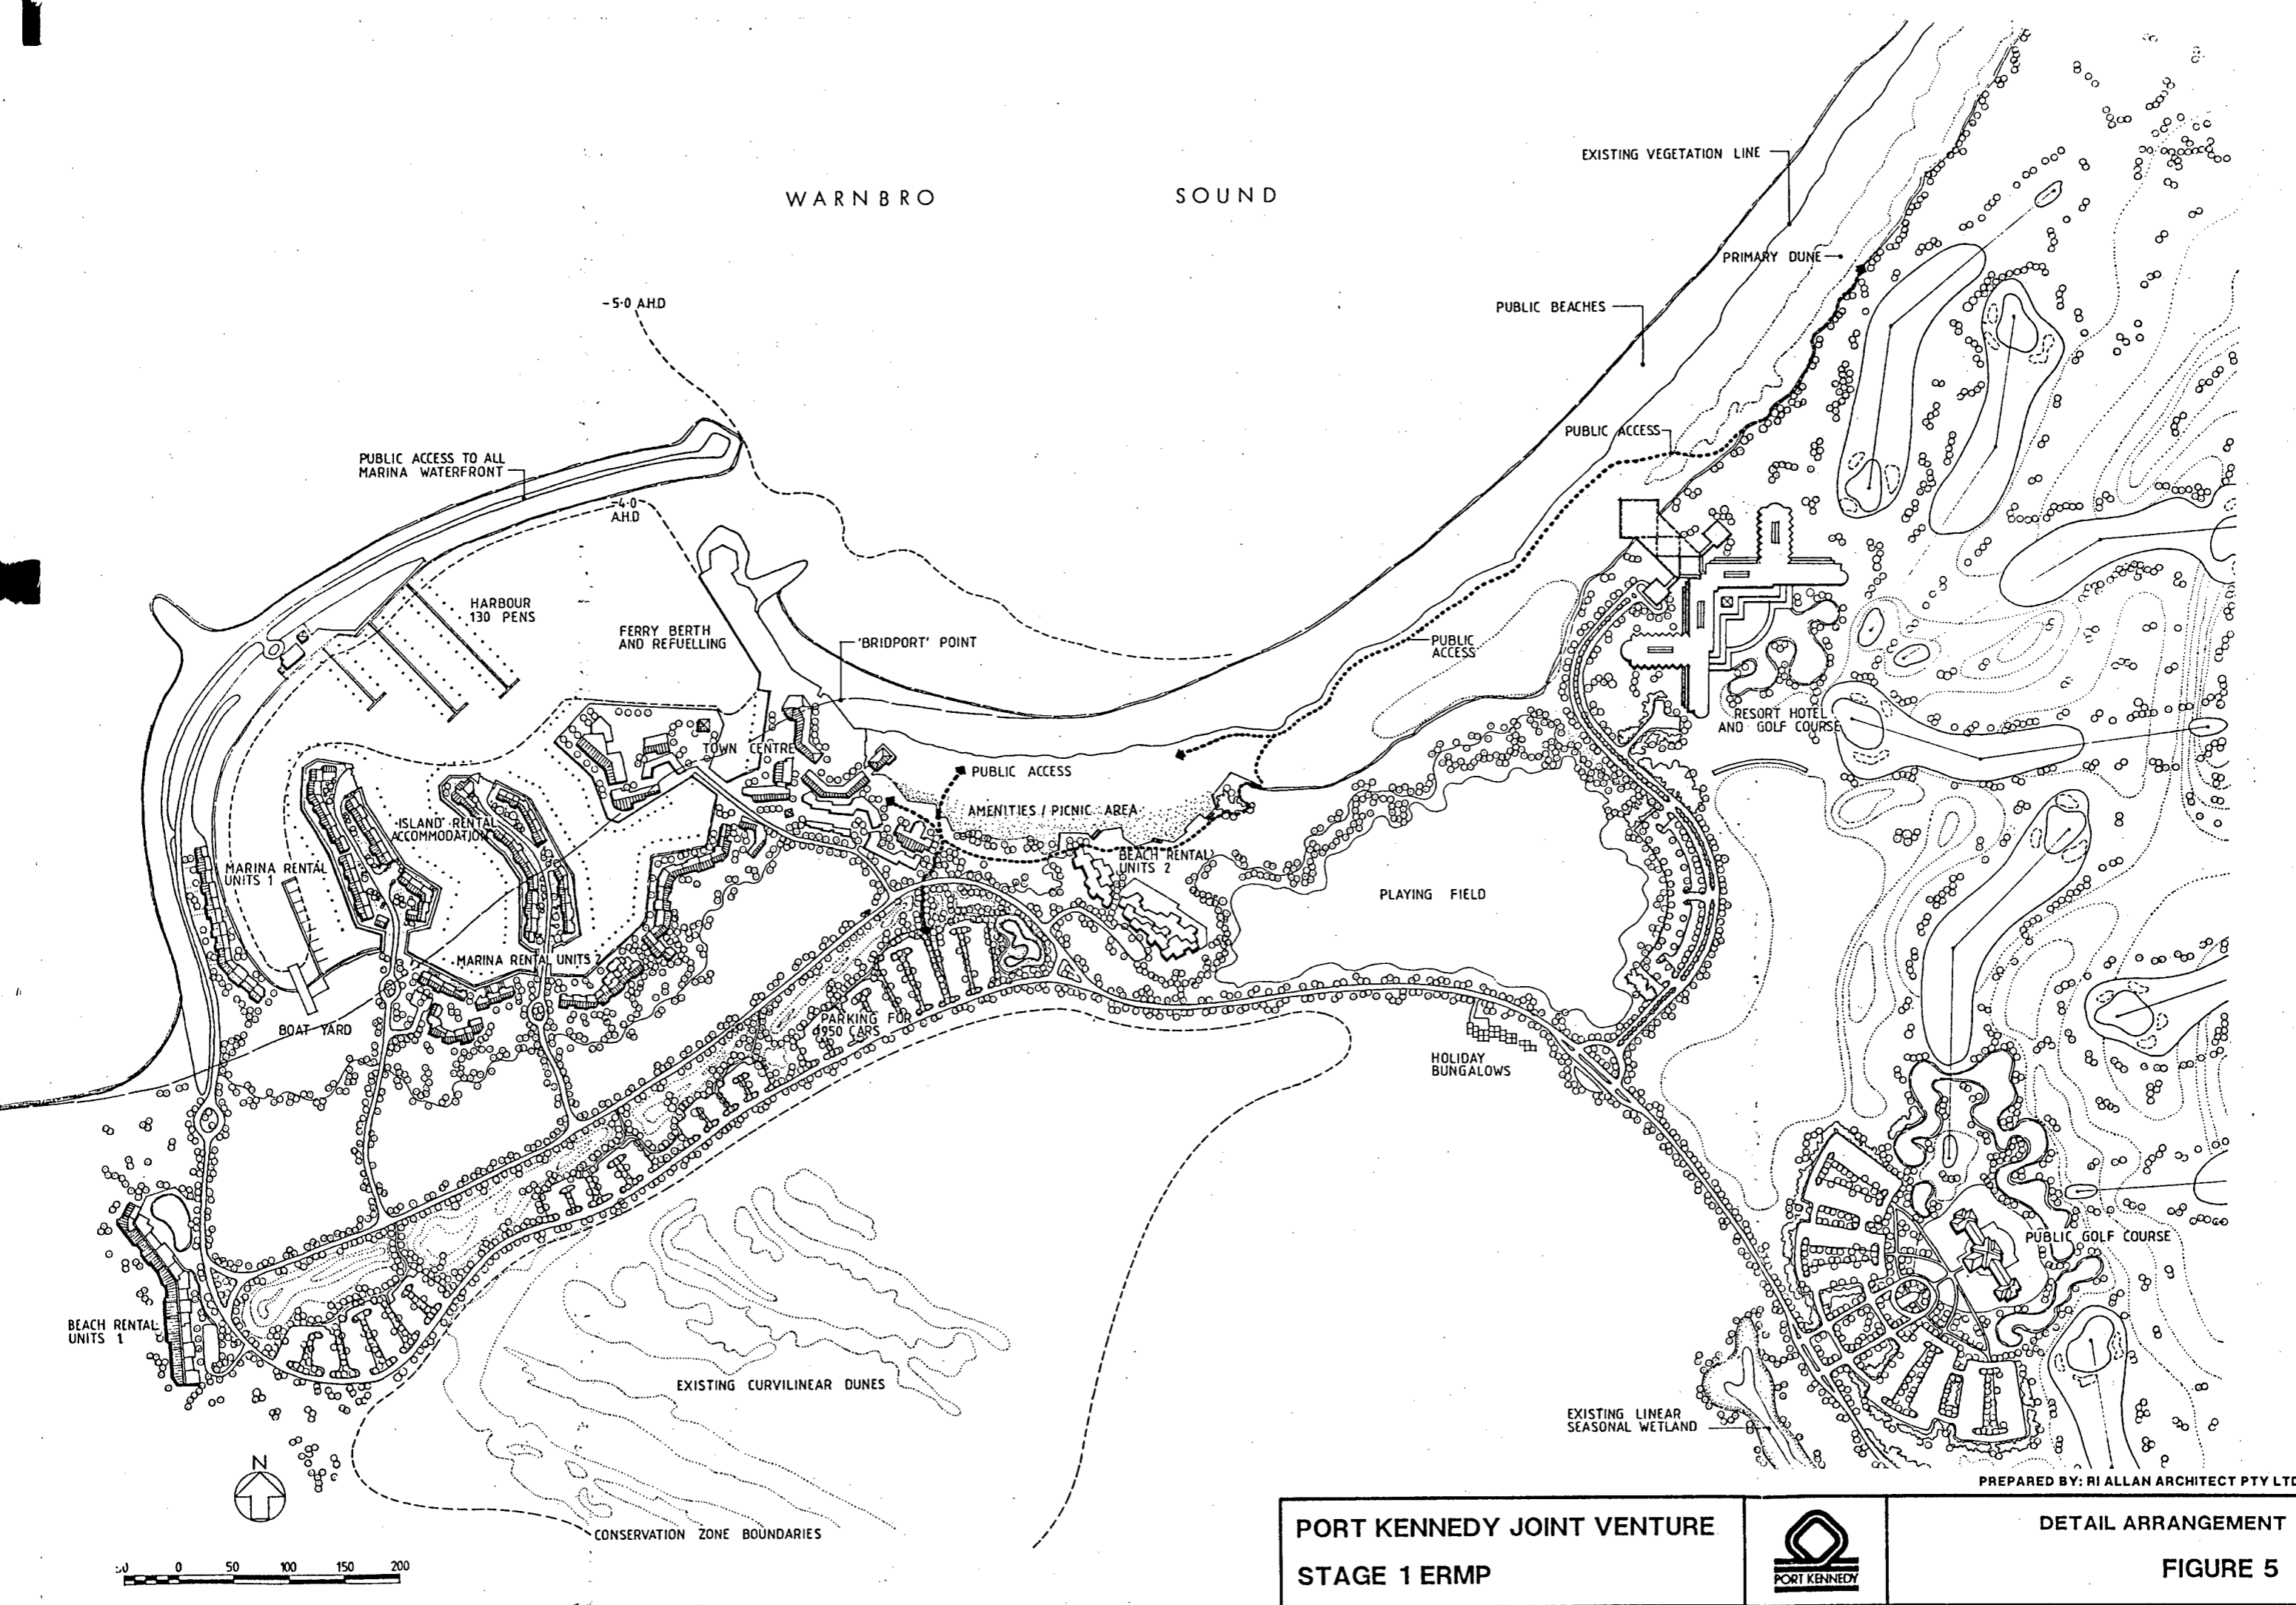 WARNBRO SOUND
EXISTING VEGETATION LINE
PRIMARY DUNE
-5·0 A.H.D
PUBLIC BEACHES
PUBLIC ACCESS
PUBLIC ACCESS TO ALL
MARINA WATERFRONT
-4·0
A.H.D
HARBOUR
130 PENS
FERRY BERTH
AND REFUELLING
'BRIDPORT' POINT
PUBLIC
ACCESS
RESORT HOTEL
AND GOLF COURSE
TOWN CENTRE
PUBLIC ACCESS
AMENITIES / PICNIC AREA
ISLAND RENTAL
ACCOMMODATION
MARINA RENTAL
UNITS 1
BEACH RENTAL
UNITS 2
PLAYING FIELD
MARINA RENTAL UNITS 2
BOAT YARD
PARKING FOR
1950 CARS
HOLIDAY
BUNGALOWS
PUBLIC GOLF COURSE
BEACH RENTAL
UNITS 1
EXISTING CURVILINEAR DUNES
EXISTING LINEAR
SEASONAL WETLAND
N
CONSERVATION ZONE BOUNDARIES
0 50 100 150 200
PREPARED BY: RI ALLAN ARCHITECT PTY LTD
PORT KENNEDY JOINT VENTURE
STAGE 1 ERMP
PORT KENNEDY
DETAIL ARRANGEMENT
FIGURE 5